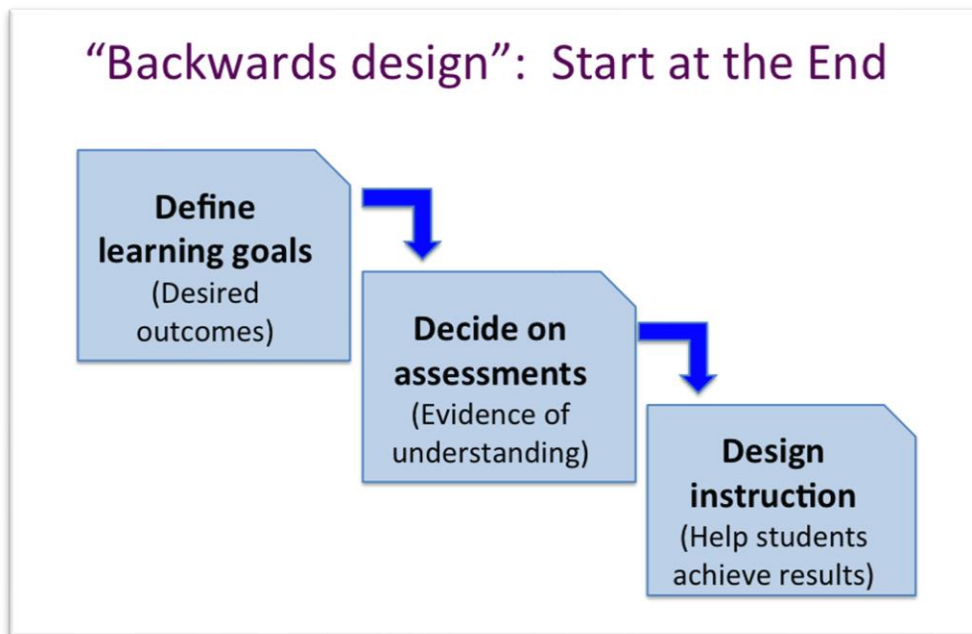 “Backwards design”:  Start at the End
Define
learning goals
(Desired
outcomes)
Decide on
assessments
(Evidence of
understanding)
Design
instruction
(Help students
achieve results)